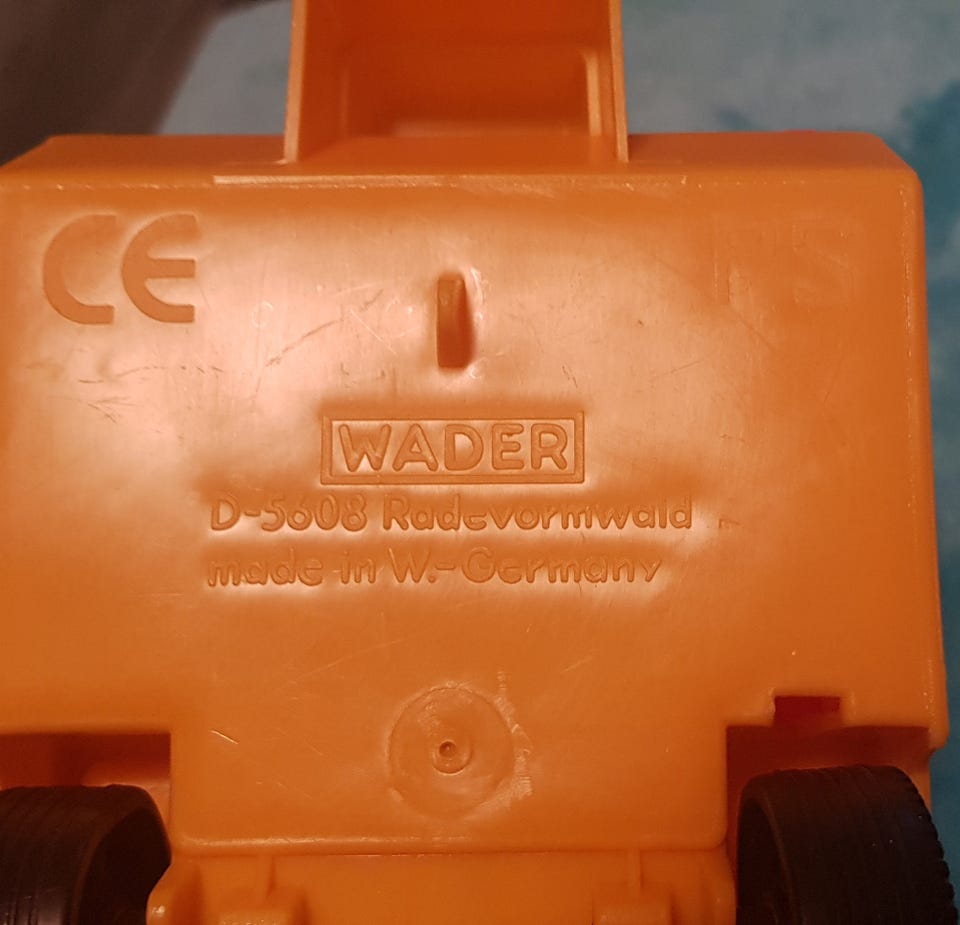 CE
WADER
D-5608 Radevormwald
made in W.-Germany